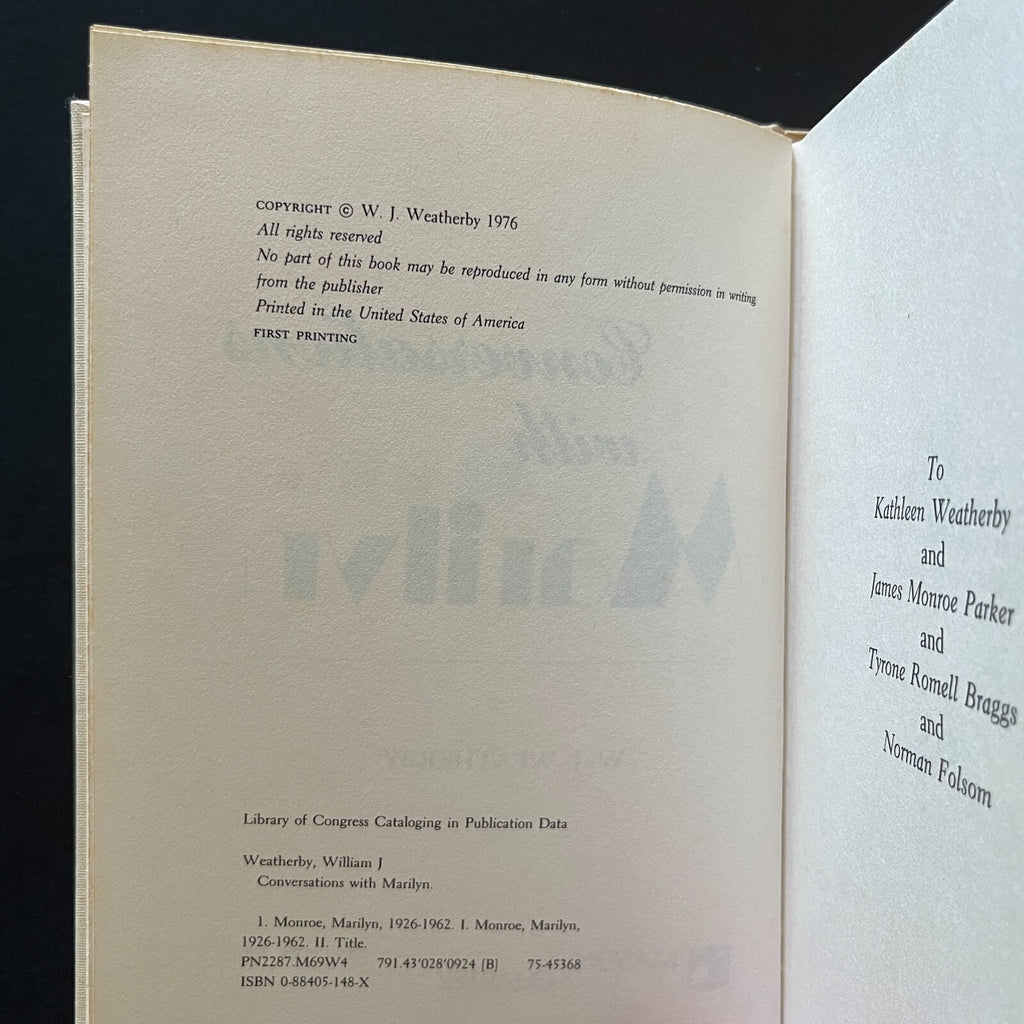 COPYRIGHT © W. J. Weatherby 1976
All rights reserved
No part of this book may be reproduced in any form without permission in writing
from the publisher
Printed in the United States of America
FIRST PRINTING
Conversations
with
Marilyn
W. J. WEATHERBY
Library of Congress Cataloging in Publication Data
Weatherby, William J
Conversations with Marilyn.
1. Monroe, Marilyn, 1926-1962. I. Monroe, Marilyn,
1926-1962. II. Title.
PN2287.M69W4 791.43'028'0924 [B] 75-45368
ISBN 0-88405-148-X
To
Kathleen Weatherby
and
James Monroe Parker
and
Tyrone Romell Braggs
and
Norman Folsom